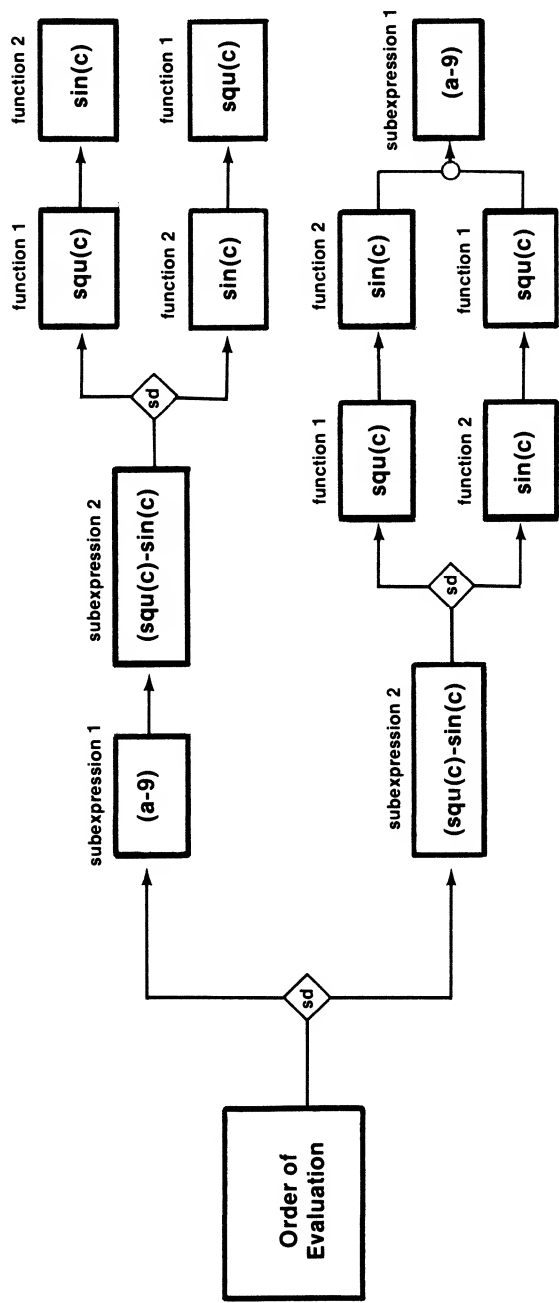 Order of
Evaluation
sd
subexpression 1
(a-9)
subexpression 2
(squ(c)-sin(c)
sd
function 1
squ(c)
function 2
sin(c)
function 2
sin(c)
function 1
squ(c)
subexpression 2
(squ(c)-sin(c)
sd
function 1
squ(c)
function 2
sin(c)
function 2
sin(c)
function 1
squ(c)
subexpression 1
(a-9)